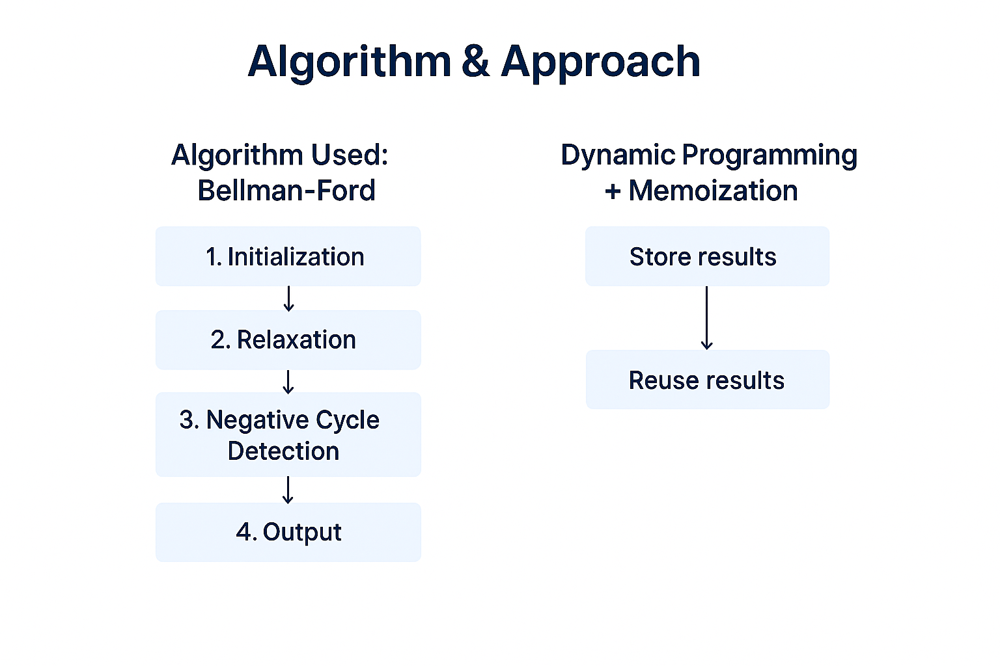 Algorithm & Approach
Algorithm Used:
Bellman-Ford
1. Initialization
2. Relaxation
3. Negative Cycle
Detection
4. Output
Dynamic Programming
+ Memoization
Store results
Reuse results